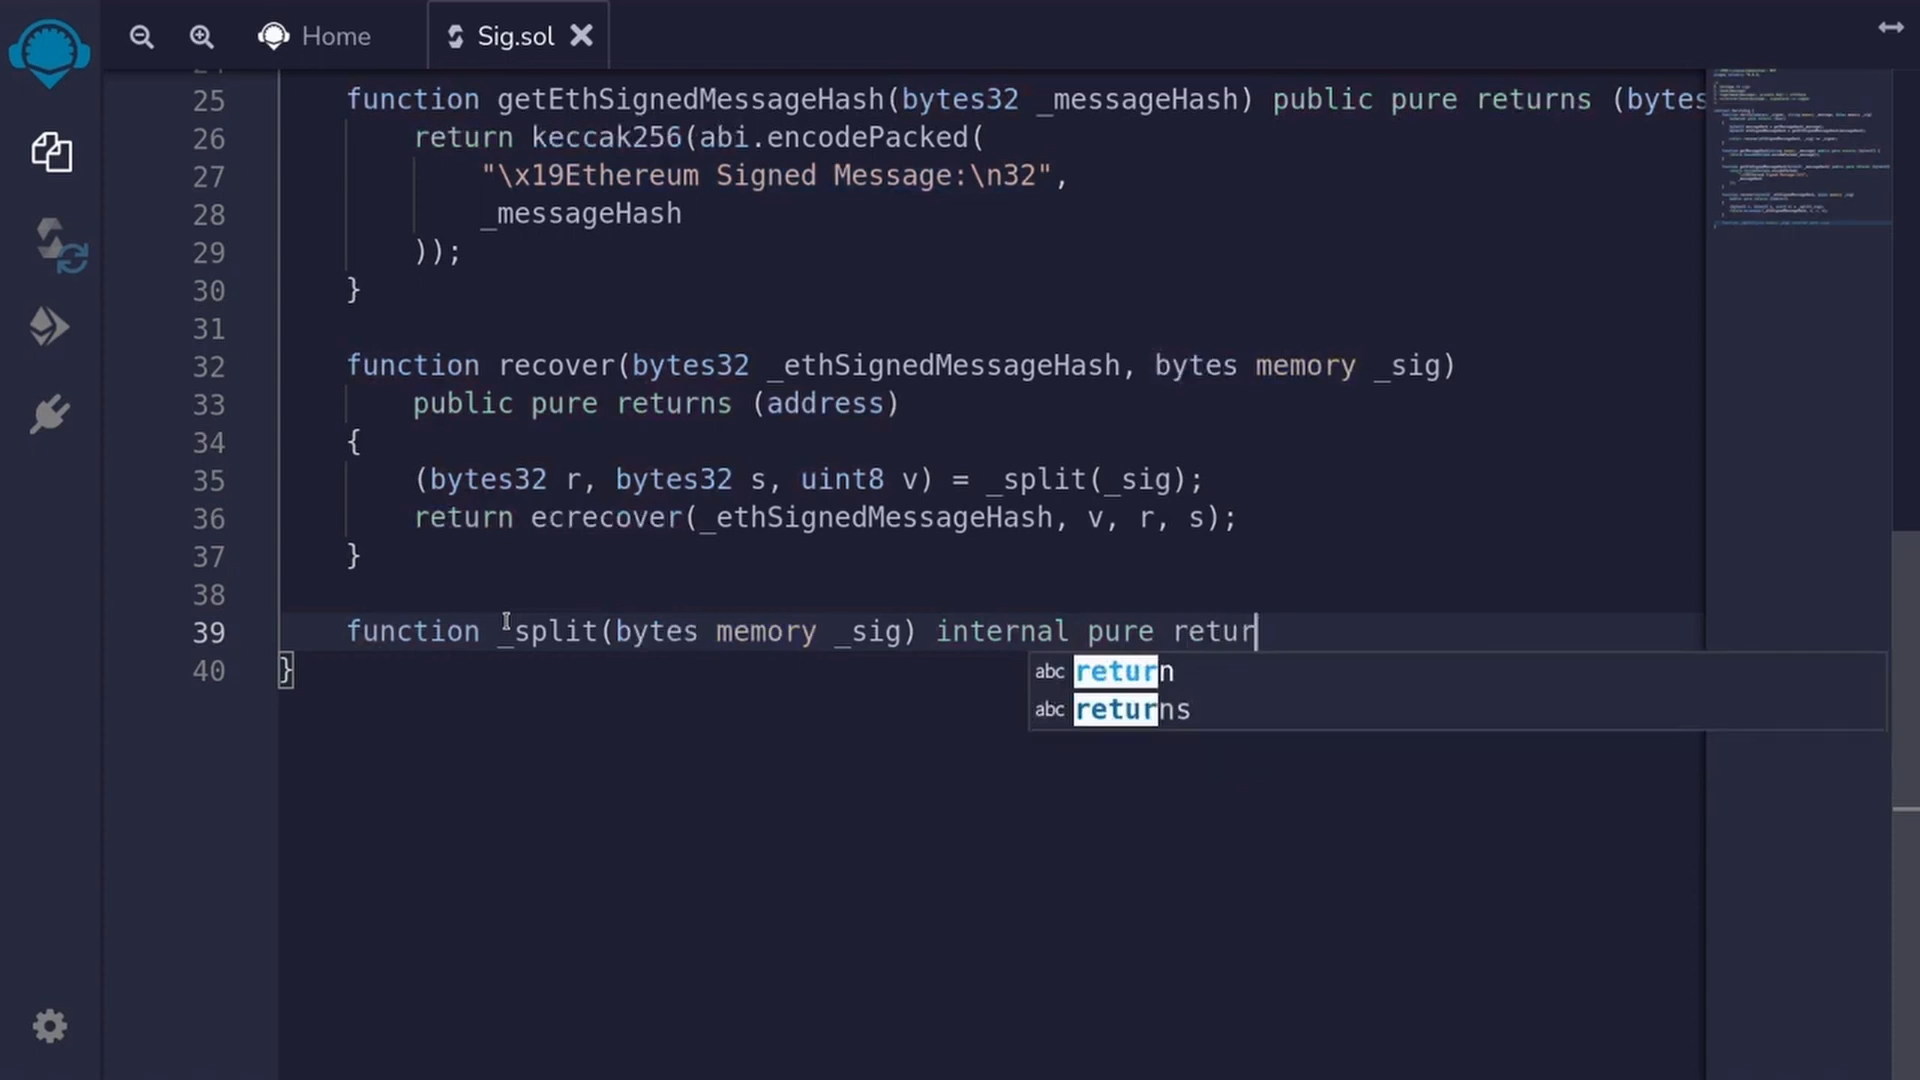 Home
Sig.sol
25 function getEthSignedMessageHash(bytes32 _messageHash) public pure returns (bytes
26 return keccak256(abi.encodePacked(
27 "\x19Ethereum Signed Message:\n32",
28 _messageHash
29 ));
30 }
31
32 function recover(bytes32 _ethSignedMessageHash, bytes memory _sig)
33 public pure returns (address)
34 {
35 (bytes32 r, bytes32 s, uint8 v) = _split(_sig);
36 return ecrecover(_ethSignedMessageHash, v, r, s);
37 }
38
39 function _split(bytes memory _sig) internal pure retur
40 }
abc return
abc returns